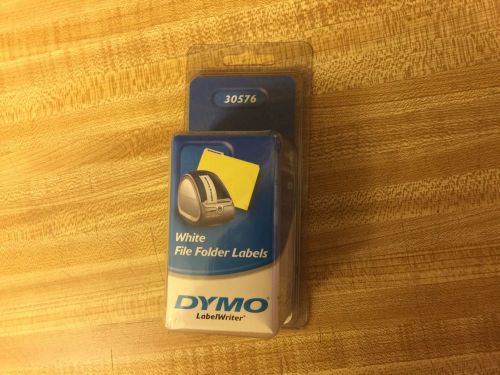 30576
White
File Folder Labels
DYMO
LabelWriter®